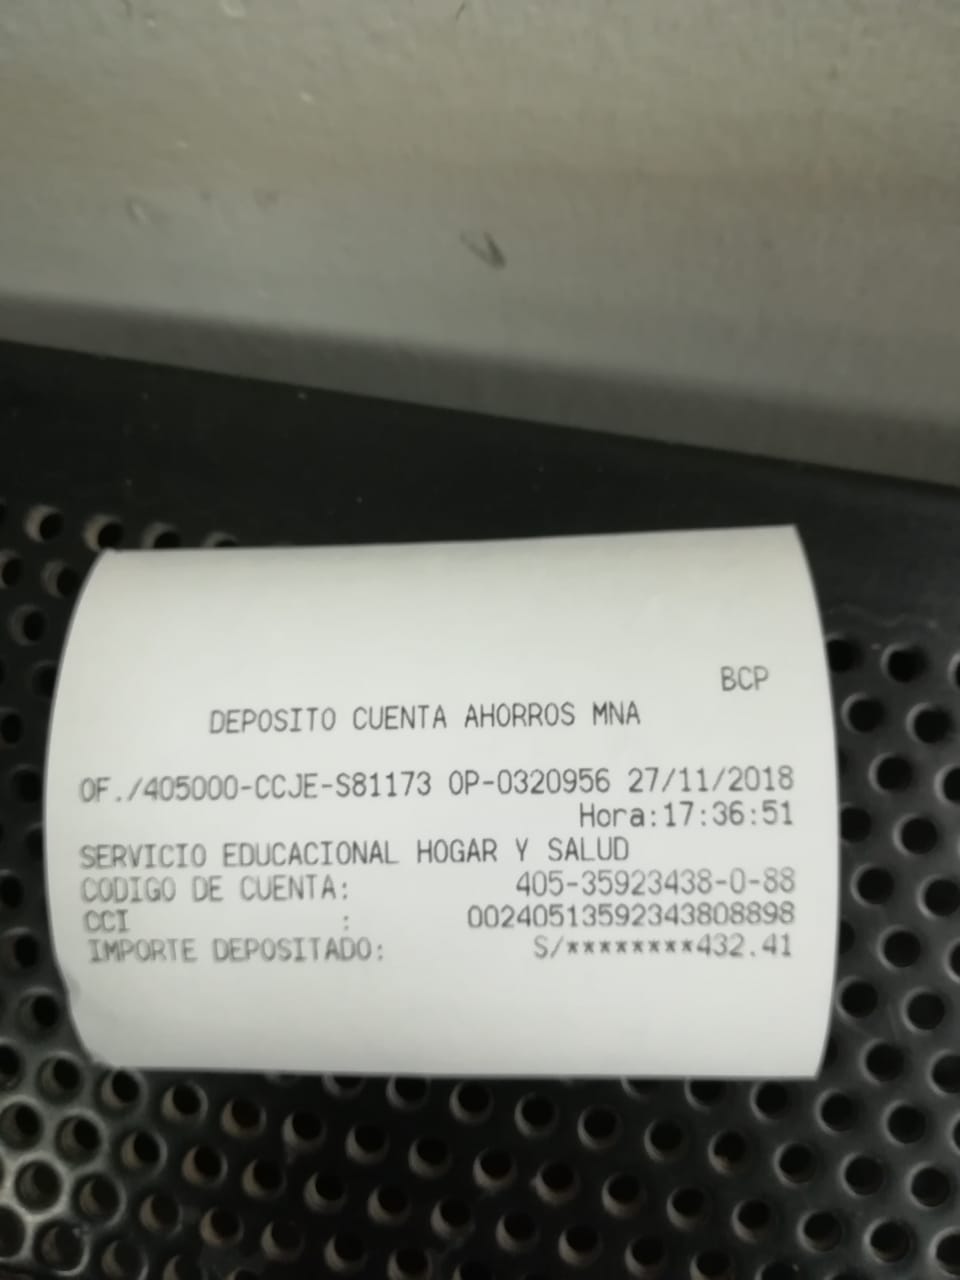 BCP
DEPOSITO CUENTA AHORROS MNA
OF./405000-CCJE-S81173 OP-0320956 27/11/2018
Hora:17:36:51
SERVICIO EDUCACIONAL HOGAR Y SALUD
CODIGO DE CUENTA: 405-35923438-0-88
CCI : 00240513592343808898
IMPORTE DEPOSITADO: S/********432.41